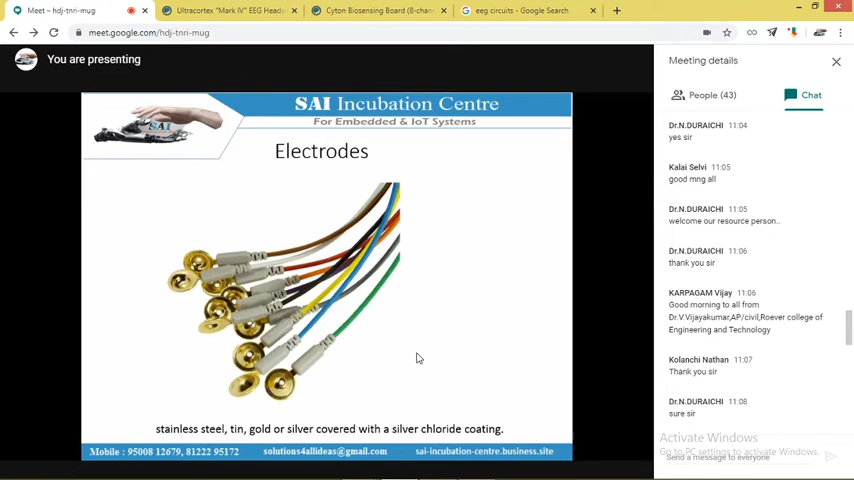 Meet – hdj-tnri-mug
Ultracortex "Mark IV" EEG Heads
Cyton Biosensing Board (8-chann
eeg circuits - Google Search
meet.google.com/hdj-tnri-mug
You are presenting
SAI Incubation Centre
For Embedded & IoT Systems
SAI
Electrodes
stainless steel, tin, gold or silver covered with a silver chloride coating.
Mobile : 95008 12679, 81222 95172
solutions4allideas@gmail.com
sai-incubation-centre.business.site
Meeting details
People (43)
Chat
Dr.N.DURAICHI 11:04
yes sir
Kalai Selvi 11:05
good mng all
Dr.N.DURAICHI 11:05
welcome our resource person..
Dr.N.DURAICHI 11:06
thank you sir
KARPAGAM Vijay 11:06
Good morning to all from
Dr.V.Vijayakumar,AP/civil,Roever college of
Engineering and Technology
Kolanchi Nathan 11:07
Thank you sir
Dr.N.DURAICHI 11:08
sure sir
Activate Windows
Go to PC settings to activate Windows.
Send a message to everyone